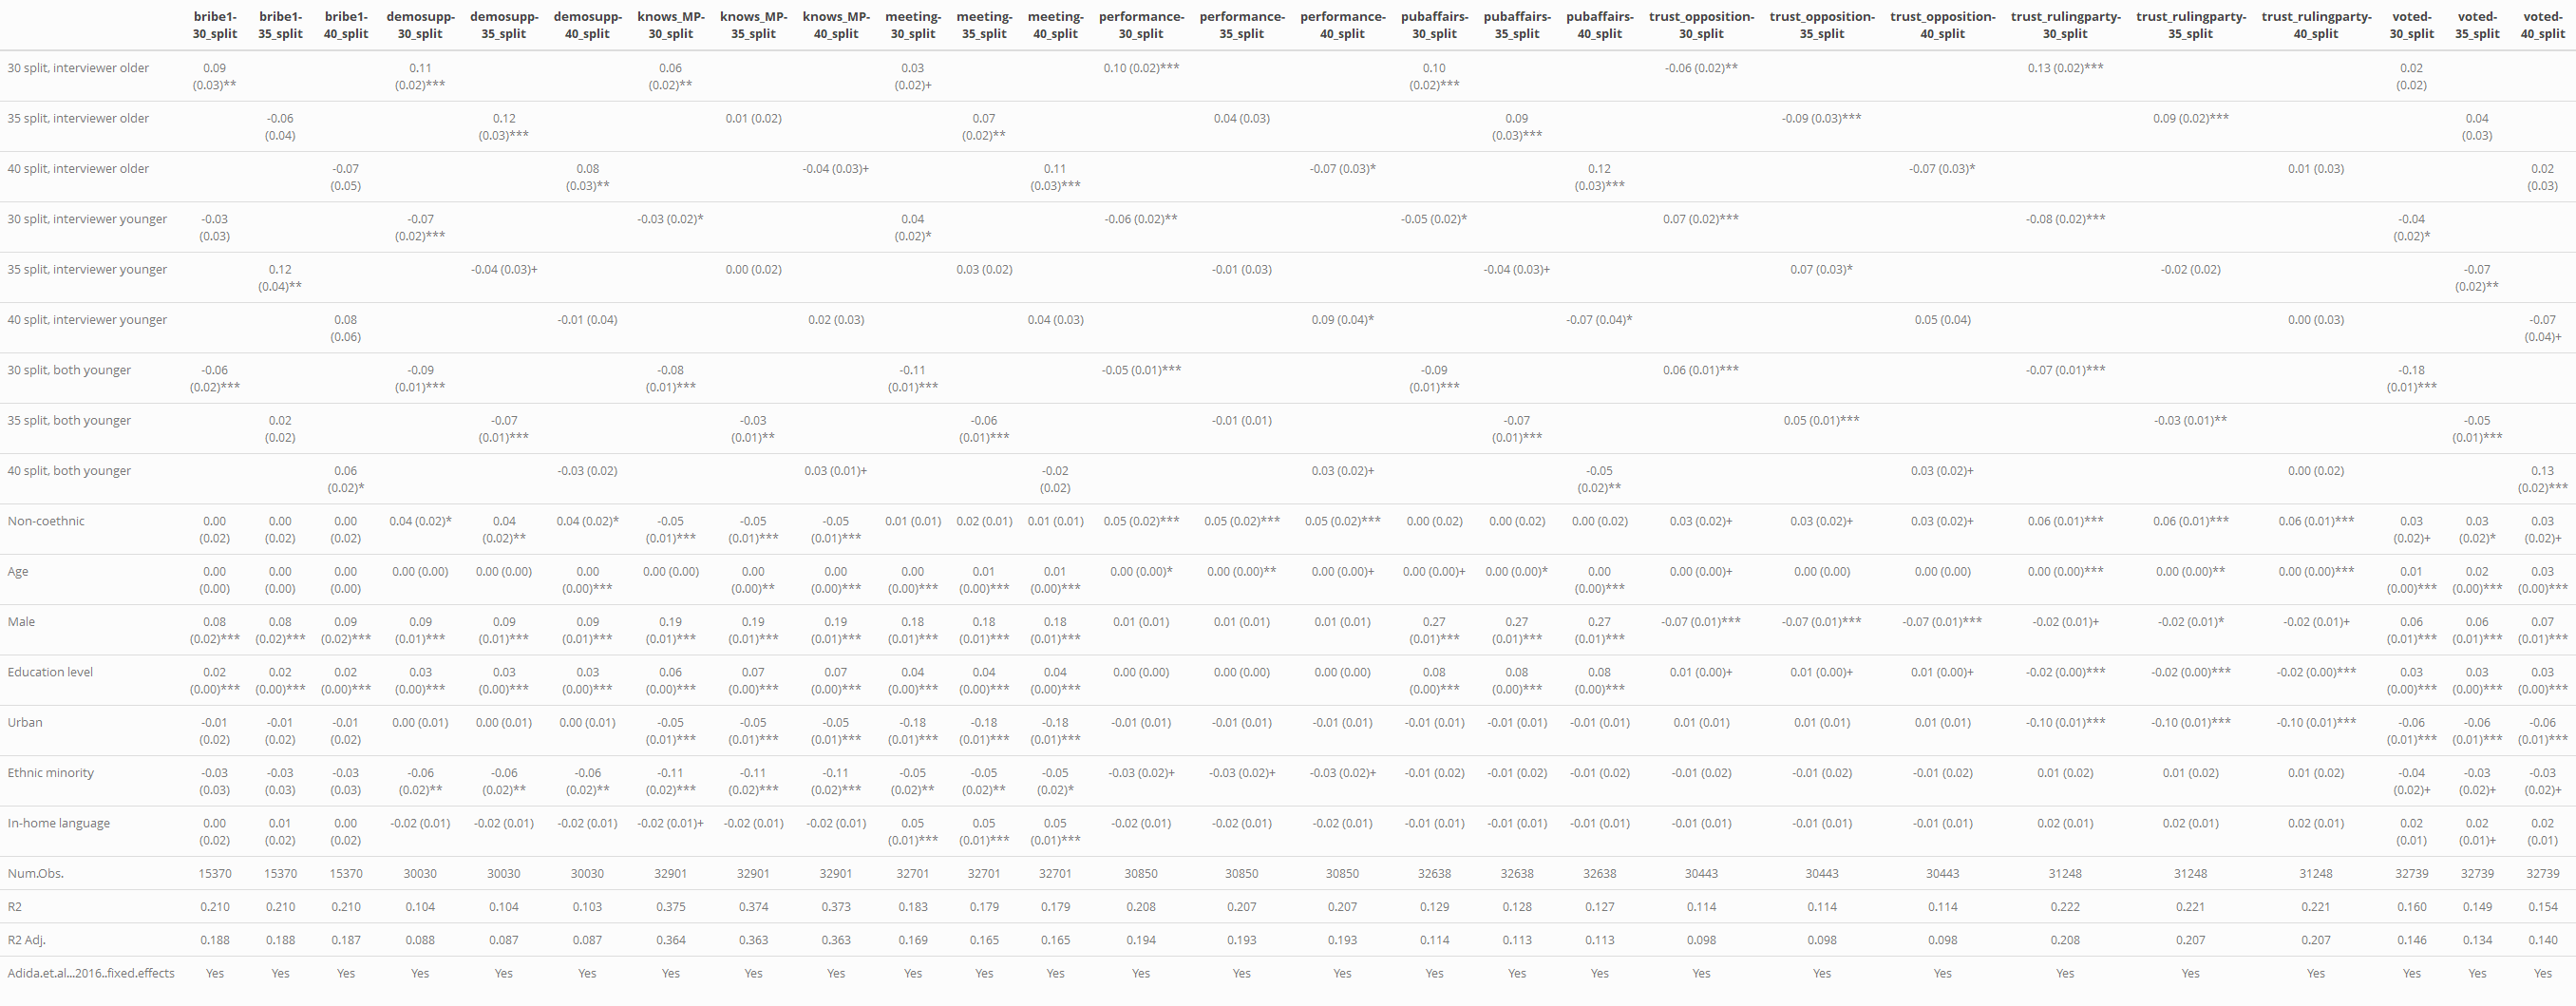 bribe1- bribe1- bribe1- demosupp- demosupp- demosupp- knows_MP- knows_MP- knows_MP- meeting- meeting- meeting- performance- performance- performance- pubaffairs- pubaffairs- pubaffairs- trust_opposition- trust_opposition- trust_opposition- trust_rulingparty- trust_rulingparty- trust_rulingparty- voted- voted- voted-
30_split 35_split 40_split 30_split 35_split 40_split 30_split 35_split 40_split 30_split 35_split 40_split 30_split 35_split 40_split 30_split 35_split 40_split 30_split 35_split 40_split 30_split 35_split 40_split 30_split 35_split 40_split
30 split, interviewer older 0.09 0.11 0.06 0.03 0.10 (0.02)*** 0.10 -0.06 (0.02)** 0.13 (0.02)*** 0.02
(0.03)** (0.02)*** (0.02)** (0.02)+ (0.02)*** (0.02)
35 split, interviewer older -0.06 0.12 0.01 (0.02) 0.07 0.04 (0.03) 0.09 -0.09 (0.03)*** 0.09 (0.02)*** 0.04
(0.04) (0.03)*** (0.02)** (0.03)*** (0.03)
40 split, interviewer older -0.07 0.08 -0.04 (0.03)+ 0.11 -0.07 (0.03)* 0.12 -0.07 (0.03)* 0.01 (0.03) 0.02
(0.05) (0.03)** (0.03)*** (0.03)*** (0.03)
30 split, interviewer younger -0.03 -0.07 -0.03 (0.02)* 0.04 -0.06 (0.02)** -0.05 (0.02)* 0.07 (0.02)*** -0.08 (0.02)*** -0.04
(0.03) (0.02)*** (0.02)* (0.02)*
35 split, interviewer younger 0.12 -0.04 (0.03)+ 0.00 (0.02) 0.03 (0.02) -0.01 (0.03) -0.04 (0.03)+ 0.07 (0.03)* -0.02 (0.02) -0.07
(0.04)** (0.02)**
40 split, interviewer younger 0.08 -0.01 (0.04) 0.02 (0.03) 0.04 (0.03) 0.09 (0.04)* -0.07 (0.04)* 0.05 (0.04) 0.00 (0.03) -0.07
(0.06) (0.04)+
30 split, both younger -0.06 -0.09 -0.08 -0.11 -0.05 (0.01)*** -0.09 0.06 (0.01)*** -0.07 (0.01)*** -0.18
(0.02)*** (0.01)*** (0.01)*** (0.01)*** (0.01)*** (0.01)***
35 split, both younger 0.02 -0.07 -0.03 -0.06 -0.01 (0.01) -0.07 0.05 (0.01)*** -0.03 (0.01)** -0.05
(0.02) (0.01)*** (0.01)** (0.01)*** (0.01)*** (0.01)***
40 split, both younger 0.06 -0.03 (0.02) 0.03 (0.01)+ -0.02 0.03 (0.02)+ -0.05 0.03 (0.02)+ 0.00 (0.02) 0.13
(0.02)* (0.02) (0.02)** (0.02)***
Non-coethnic 0.00 0.00 0.00 0.04 (0.02)* 0.04 0.04 (0.02)* -0.05 -0.05 -0.05 0.01 (0.01) 0.02 (0.01) 0.01 (0.01) 0.05 (0.02)*** 0.05 (0.02)*** 0.05 (0.02)*** 0.00 (0.02) 0.00 (0.02) 0.00 (0.02) 0.03 (0.02)+ 0.03 (0.02)+ 0.03 (0.02)+ 0.06 (0.01)*** 0.06 (0.01)*** 0.06 (0.01)*** 0.03 0.03 0.03
(0.02) (0.02) (0.02) (0.02)** (0.01)*** (0.01)*** (0.01)*** (0.02)+ (0.02)* (0.02)+
Age 0.00 0.00 0.00 0.00 (0.00) 0.00 (0.00) 0.00 0.00 (0.00) 0.00 0.00 0.00 0.01 0.01 0.00 (0.00)* 0.00 (0.00)** 0.00 (0.00)+ 0.00 (0.00)+ 0.00 (0.00)* 0.00 0.00 (0.00)+ 0.00 (0.00) 0.00 (0.00) 0.00 (0.00)*** 0.00 (0.00)** 0.00 (0.00)*** 0.01 0.02 0.03
(0.00) (0.00) (0.00) (0.00)*** (0.00)** (0.00)*** (0.00)*** (0.00)*** (0.00)*** (0.00)*** (0.00)*** (0.00)*** (0.00)***
Male 0.08 0.08 0.09 0.09 0.09 0.09 0.19 0.19 0.19 0.18 0.18 0.18 0.01 (0.01) 0.01 (0.01) 0.01 (0.01) 0.27 0.27 0.27 -0.07 (0.01)*** -0.07 (0.01)*** -0.07 (0.01)*** -0.02 (0.01)+ -0.02 (0.01)* -0.02 (0.01)+ 0.06 0.06 0.07
(0.02)*** (0.02)*** (0.02)*** (0.01)*** (0.01)*** (0.01)*** (0.01)*** (0.01)*** (0.01)*** (0.01)*** (0.01)*** (0.01)*** (0.01)*** (0.01)*** (0.01)*** (0.01)*** (0.01)*** (0.01)***
Education level 0.02 0.02 0.02 0.03 0.03 0.03 0.06 0.07 0.07 0.04 0.04 0.04 0.00 (0.00) 0.00 (0.00) 0.00 (0.00) 0.08 0.08 0.08 0.01 (0.00)+ 0.01 (0.00)+ 0.01 (0.00)+ -0.02 (0.00)*** -0.02 (0.00)*** -0.02 (0.00)*** 0.03 0.03 0.03
(0.00)*** (0.00)*** (0.00)*** (0.00)*** (0.00)*** (0.00)*** (0.00)*** (0.00)*** (0.00)*** (0.00)*** (0.00)*** (0.00)*** (0.00)*** (0.00)*** (0.00)*** (0.00)*** (0.00)*** (0.00)***
Urban -0.01 -0.01 -0.01 0.00 (0.01) 0.00 (0.01) 0.00 (0.01) -0.05 -0.05 -0.05 -0.18 -0.18 -0.18 -0.01 (0.01) -0.01 (0.01) -0.01 (0.01) -0.01 (0.01) -0.01 (0.01) -0.01 (0.01) 0.01 (0.01) 0.01 (0.01) 0.01 (0.01) -0.10 (0.01)*** -0.10 (0.01)*** -0.10 (0.01)*** -0.06 -0.06 -0.06
(0.02) (0.02) (0.02) (0.01)*** (0.01)*** (0.01)*** (0.01)*** (0.01)*** (0.01)*** (0.01)*** (0.01)*** (0.01)***
Ethnic minority -0.03 -0.03 -0.03 -0.06 -0.06 -0.06 -0.11 -0.11 -0.11 -0.05 -0.05 -0.05 -0.03 (0.02)+ -0.03 (0.02)+ -0.03 (0.02)+ -0.01 (0.02) -0.01 (0.02) -0.01 (0.02) -0.01 (0.02) -0.01 (0.02) -0.01 (0.02) 0.01 (0.02) 0.01 (0.02) 0.01 (0.02) -0.04 -0.03 -0.03
(0.03) (0.03) (0.03) (0.02)** (0.02)** (0.02)** (0.02)*** (0.02)*** (0.02)*** (0.02)** (0.02)** (0.02)* (0.02)+ (0.02)+ (0.02)+
In-home language 0.00 0.01 0.00 -0.02 (0.01) -0.02 (0.01) -0.02 (0.01) -0.02 (0.01)+ -0.02 (0.01) -0.02 (0.01) 0.05 0.05 0.05 -0.02 (0.01) -0.02 (0.01) -0.02 (0.01) -0.01 (0.01) -0.01 (0.01) -0.01 (0.01) -0.01 (0.01) -0.01 (0.01) -0.01 (0.01) 0.02 (0.01) 0.02 (0.01) 0.02 (0.01) 0.02 0.02 0.02
(0.02) (0.02) (0.02) (0.01)*** (0.01)*** (0.01)*** (0.01) (0.01)+ (0.01)
Num.Obs. 15370 15370 15370 30030 30030 30030 32901 32901 32901 32701 32701 32701 30850 30850 30850 32638 32638 32638 30443 30443 30443 31248 31248 31248 32739 32739 32739
R2 0.210 0.210 0.210 0.104 0.104 0.103 0.375 0.374 0.373 0.183 0.179 0.179 0.208 0.207 0.207 0.129 0.128 0.127 0.114 0.114 0.114 0.222 0.221 0.221 0.160 0.149 0.154
R2 Adj. 0.188 0.188 0.187 0.088 0.087 0.087 0.364 0.363 0.363 0.169 0.165 0.165 0.194 0.193 0.193 0.114 0.113 0.113 0.098 0.098 0.098 0.208 0.207 0.207 0.146 0.134 0.140
Adida.et.al...2016..fixed.effects Yes Yes Yes Yes Yes Yes Yes Yes Yes Yes Yes Yes Yes Yes Yes Yes Yes Yes Yes Yes Yes Yes Yes Yes Yes Yes Yes